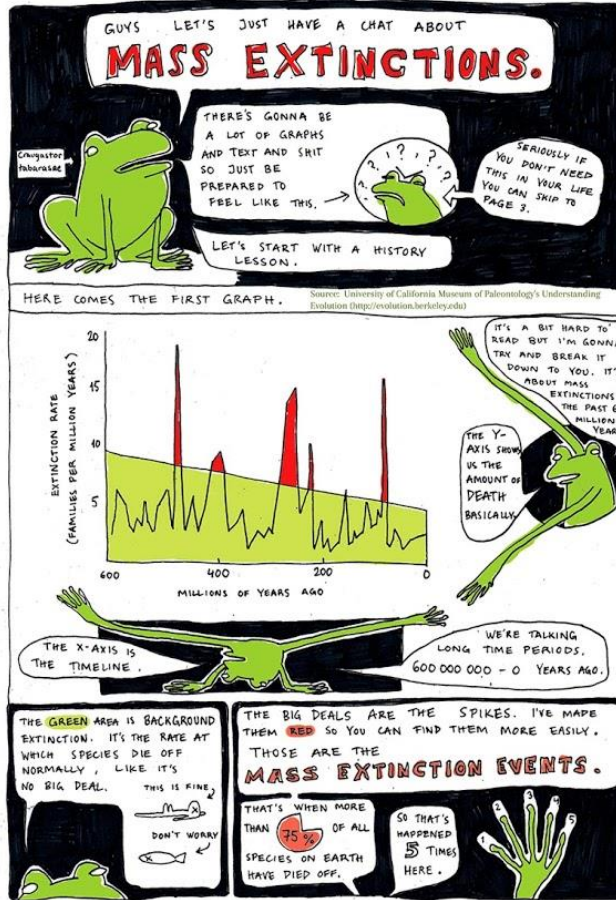 GUYS LET'S JUST HAVE A CHAT ABOUT
MASS EXTINCTIONS.
Craugastor
tabasarae
THERE'S GONNA BE
A LOT OF GRAPHS
AND TEXT AND SHIT
SO JUST BE
PREPARED TO
FEEL LIKE THIS.
? ! ? ! ? ?
SERIOUSLY IF
YOU DON'T NEED
THIS IN YOUR LIFE
YOU CAN SKIP TO
PAGE 3.
LET'S START WITH A HISTORY
LESSON.
HERE COMES THE FIRST GRAPH.
Source: University of California Museum of Paleontology's Understanding
Evolution (http://evolution.berkeley.edu)
EXTINCTION RATE
(FAMILIES PER MILLION YEARS)
20
15
10
5
600
400
200
0
MILLIONS OF YEARS AGO
IT'S A BIT HARD TO
READ BUT I'M GONNA
TRY AND BREAK IT
DOWN TO YOU. IT'S
ABOUT MASS
EXTINCTIONS
THE PAST 6
MILLION
YEAR
THE Y-
AXIS SHOWS
US THE
AMOUNT OF
DEATH
BASICALLY.
THE X-AXIS IS
THE TIMELINE.
WE'RE TALKING
LONG TIME PERIODS.
600 000 000 - 0 YEARS AGO.
THE GREEN AREA IS BACKGROUND
EXTINCTION. IT'S THE RATE AT
WHICH SPECIES DIE OFF
NORMALLY, LIKE IT'S
NO BIG DEAL.
THIS IS FINE
DON'T WORRY
THE BIG DEALS ARE THE SPIKES. I'VE MADE
THEM RED SO YOU CAN FIND THEM MORE EASILY.
THOSE ARE THE
MASS EXTINCTION EVENTS.
THAT'S WHEN MORE
THAN 75% OF ALL
SPECIES ON EARTH
HAVE DIED OFF.
SO THAT'S
HAPPENED
5 TIMES
HERE.
1 2 3 4 5